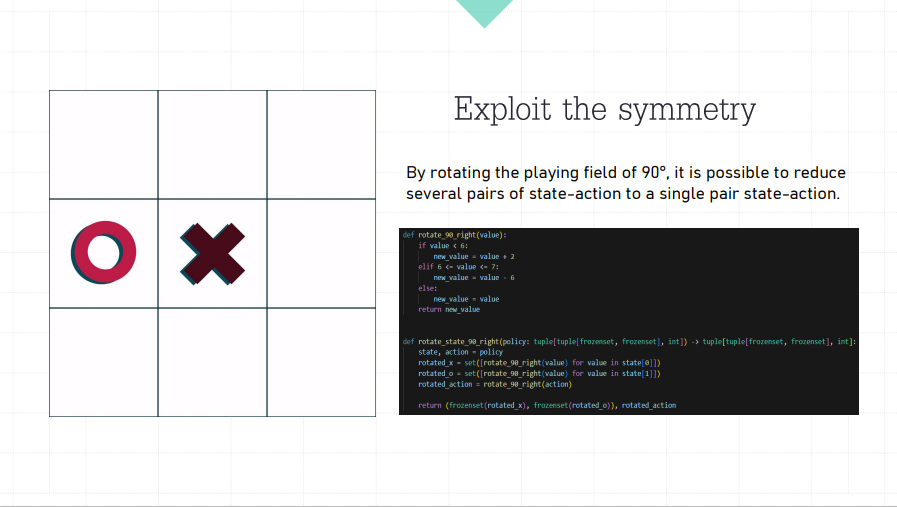 Exploit the symmetry
By rotating the playing field of 90°, it is possible to reduce
several pairs of state-action to a single pair state-action.
def rotate_90_right(value):
    if value < 6:
        new_value = value + 2
    elif 6 <= value <= 7:
        new_value = value - 6
    else:
        new_value = value
    return new_value
def rotate_state_90_right(policy: tuple[tuple[frozenset, frozenset], int]) -> tuple[tuple[frozenset, frozenset], int]:
    state, action = policy
    rotated_x = set([rotate_90_right(value) for value in state[0]])
    rotated_o = set([rotate_90_right(value) for value in state[1]])
    rotated_action = rotate_90_right(action)
    return (frozenset(rotated_x), frozenset(rotated_o)), rotated_action